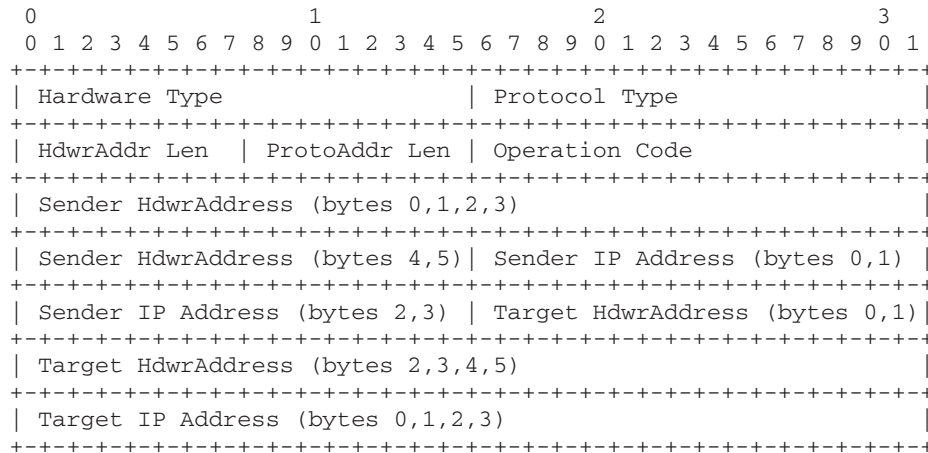 0                   1                   2                   3
 0 1 2 3 4 5 6 7 8 9 0 1 2 3 4 5 6 7 8 9 0 1 2 3 4 5 6 7 8 9 0 1
+-+-+-+-+-+-+-+-+-+-+-+-+-+-+-+-+-+-+-+-+-+-+-+-+-+-+-+-+-+-+-+-+
| Hardware Type                 | Protocol Type                 |
+-+-+-+-+-+-+-+-+-+-+-+-+-+-+-+-+-+-+-+-+-+-+-+-+-+-+-+-+-+-+-+-+
| HdwrAddr Len  | ProtoAddr Len | Operation Code                |
+-+-+-+-+-+-+-+-+-+-+-+-+-+-+-+-+-+-+-+-+-+-+-+-+-+-+-+-+-+-+-+-+
| Sender HdwrAddress (bytes 0,1,2,3)                            |
+-+-+-+-+-+-+-+-+-+-+-+-+-+-+-+-+-+-+-+-+-+-+-+-+-+-+-+-+-+-+-+-+
| Sender HdwrAddress (bytes 4,5)| Sender IP Address (bytes 0,1) |
+-+-+-+-+-+-+-+-+-+-+-+-+-+-+-+-+-+-+-+-+-+-+-+-+-+-+-+-+-+-+-+-+
| Sender IP Address (bytes 2,3) | Target HdwrAddress (bytes 0,1)|
+-+-+-+-+-+-+-+-+-+-+-+-+-+-+-+-+-+-+-+-+-+-+-+-+-+-+-+-+-+-+-+-+
| Target HdwrAddress (bytes 2,3,4,5)                            |
+-+-+-+-+-+-+-+-+-+-+-+-+-+-+-+-+-+-+-+-+-+-+-+-+-+-+-+-+-+-+-+-+
| Target IP Address (bytes 0,1,2,3)                             |
+-+-+-+-+-+-+-+-+-+-+-+-+-+-+-+-+-+-+-+-+-+-+-+-+-+-+-+-+-+-+-+-+